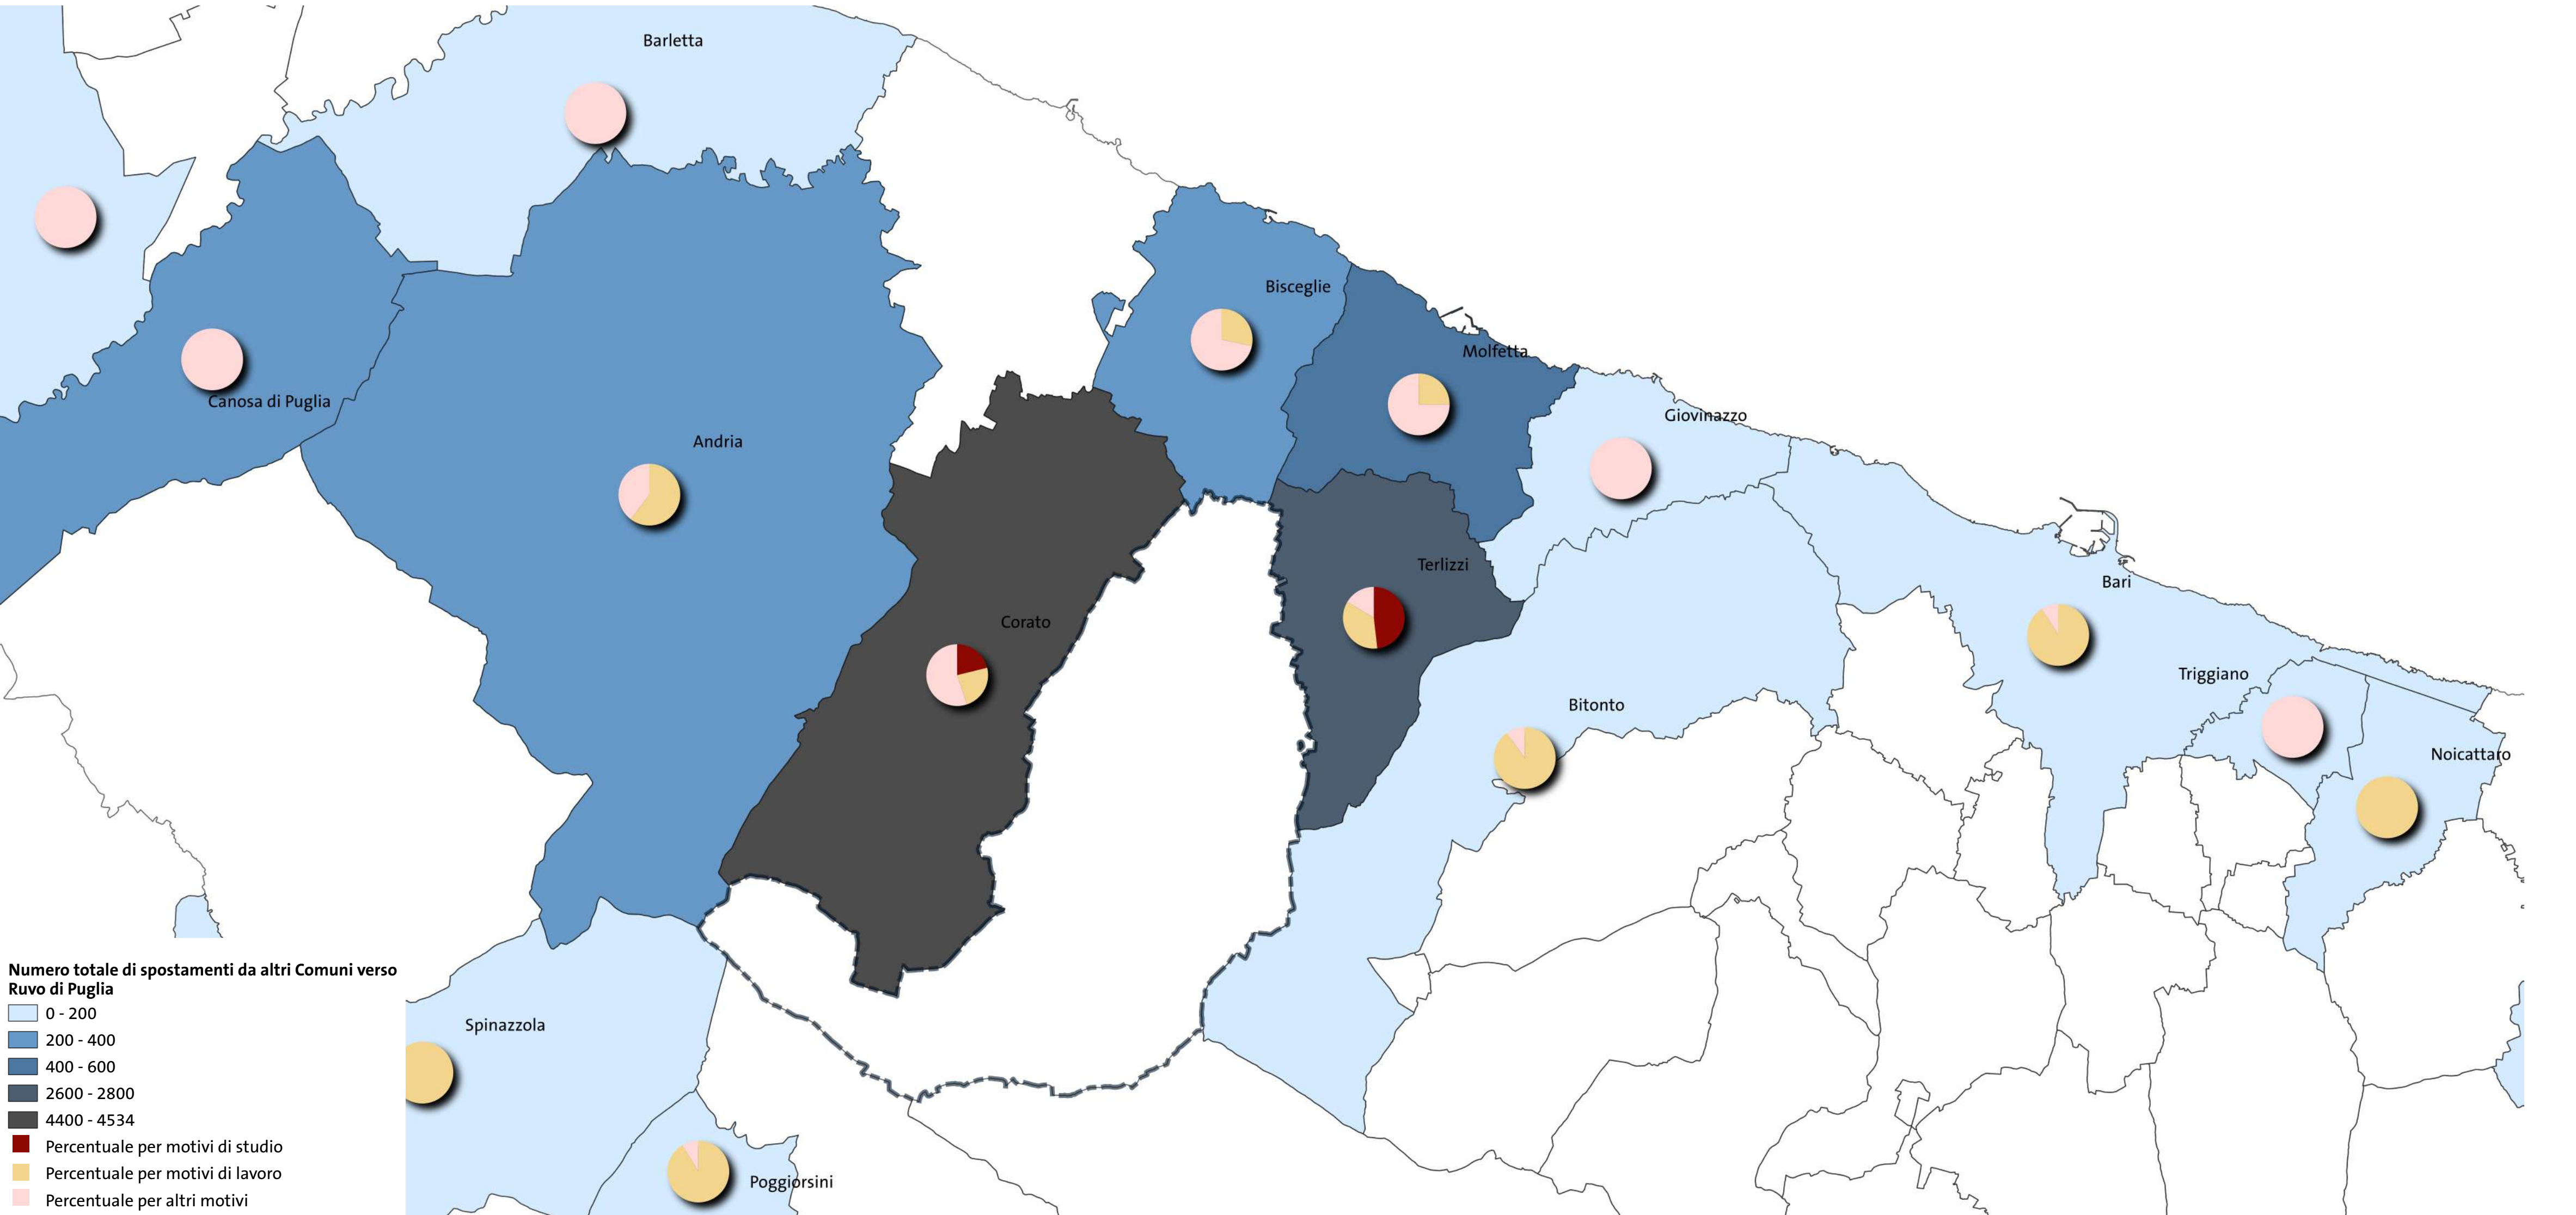 Barletta
Bisceglie
Molfetta
Canosa di Puglia
Giovinazzo
Andria
Terlizzi
Bari
Corato
Triggiano
Bitonto
Noicattaro
Numero totale di spostamenti da altri Comuni verso
Ruvo di Puglia
0 - 200
200 - 400
400 - 600
2600 - 2800
4400 - 4534
Percentuale per motivi di studio
Percentuale per motivi di lavoro
Percentuale per altri motivi
Spinazzola
Poggiorsini